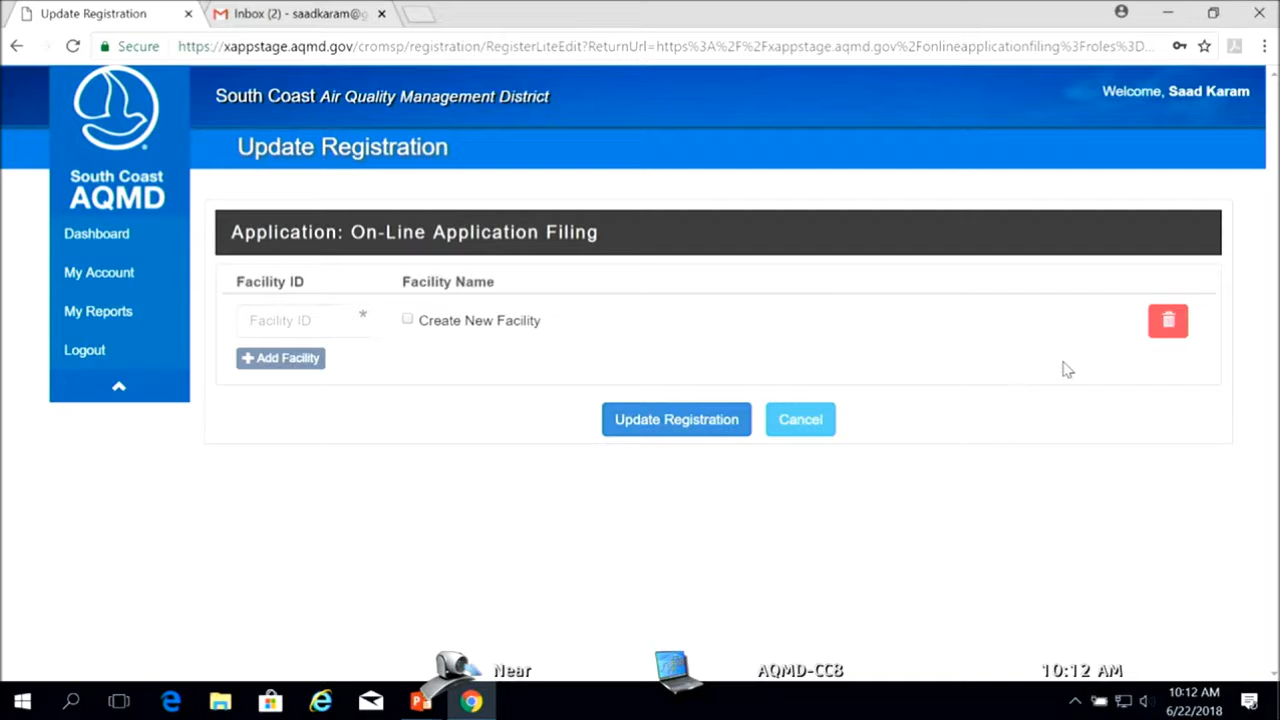 Update Registration
Inbox (2) - saadkaram@g
Secure
https://xappstage.aqmd.gov/cromsp/registration/RegisterLiteEdit?ReturnUrl=https%3A%2F%2Fxappstage.aqmd.gov%2Fonlineapplicationfiling%3Froles%3D...
South Coast Air Quality Management District
Welcome, Saad Karam
Update Registration
South Coast
AQMD
Dashboard
My Account
My Reports
Logout
Application: On-Line Application Filing
Facility ID
Facility Name
Facility ID
*
Create New Facility
+ Add Facility
Update Registration
Cancel
Near
AQMD-CC8
10:12 AM
10:12 AM
6/22/2018